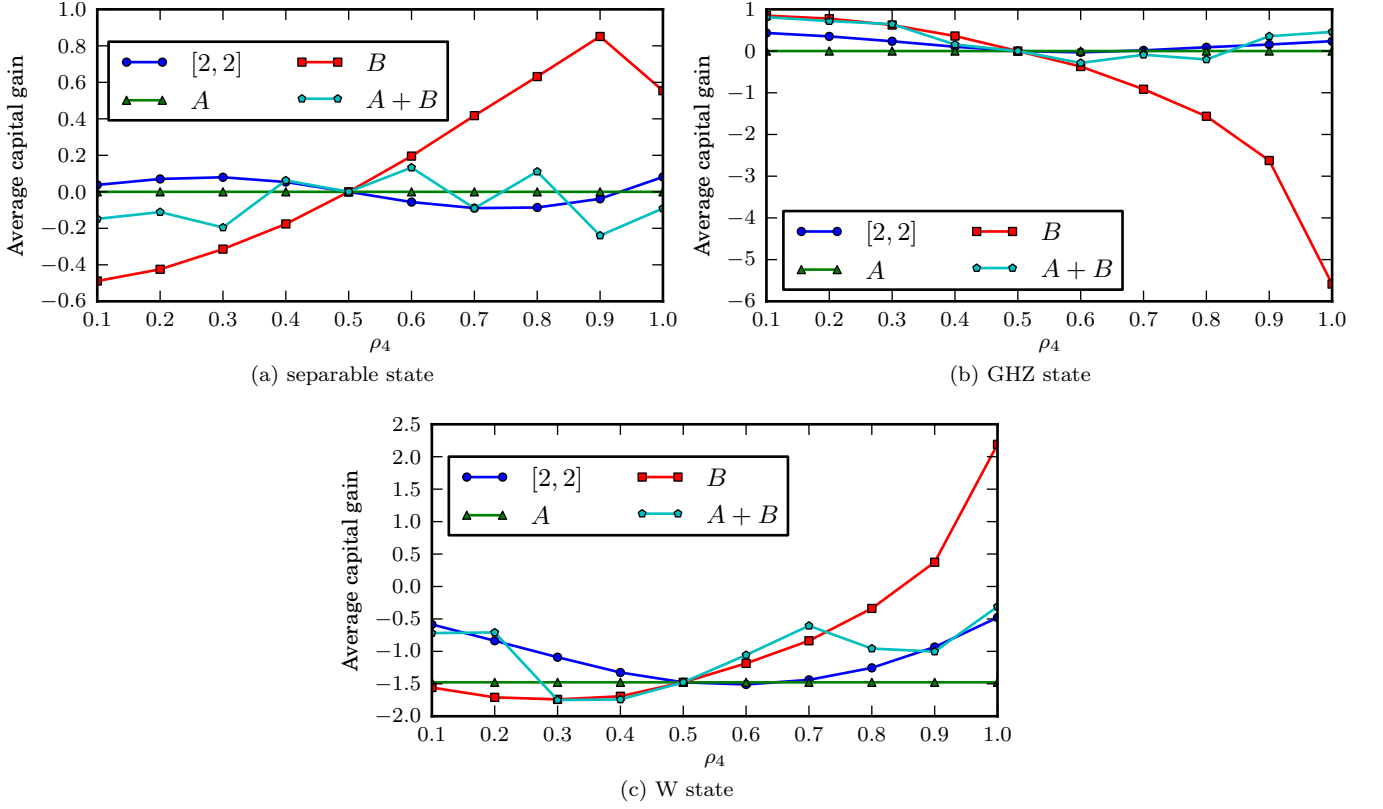 1.0
0.8
0.6
0.4
0.2
0.0
−0.2
−0.4
−0.6
Average capital gain
[2, 2]
B
A
A + B
0.1 0.2 0.3 0.4 0.5 0.6 0.7 0.8 0.9 1.0
ρ4
(a) separable state
1
0
−1
−2
−3
−4
−5
−6
Average capital gain
[2, 2]
B
A
A + B
0.1 0.2 0.3 0.4 0.5 0.6 0.7 0.8 0.9 1.0
ρ4
(b) GHZ state
2.5
2.0
1.5
1.0
0.5
0.0
−0.5
−1.0
−1.5
−2.0
Average capital gain
[2, 2]
B
A
A + B
0.1 0.2 0.3 0.4 0.5 0.6 0.7 0.8 0.9 1.0
ρ4
(c) W state